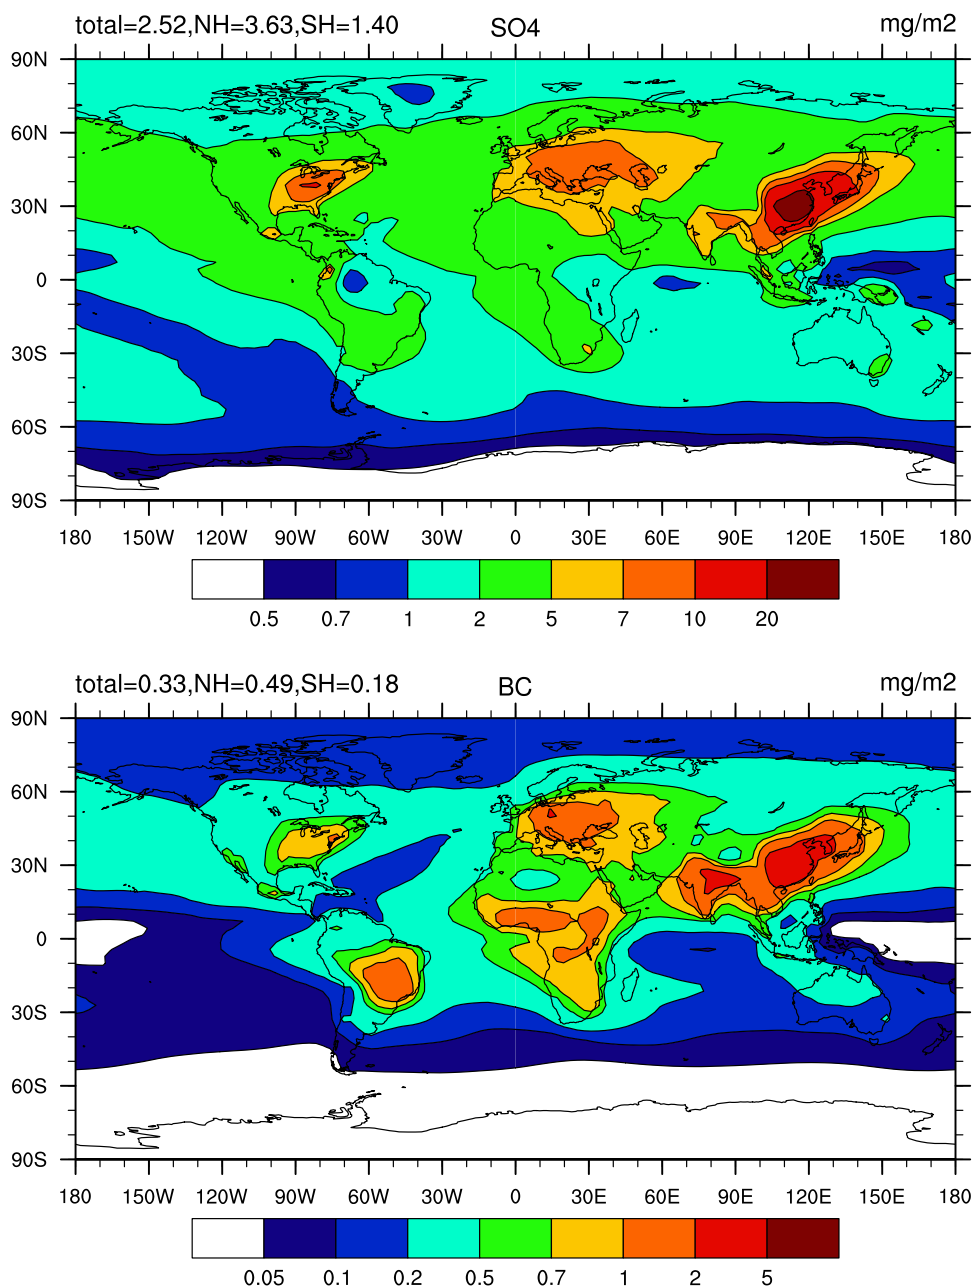 total=2.52,NH=3.63,SH=1.40 SO4 mg/m2
90N
60N
30N
0
30S
60S
90S
180 150W 120W 90W 60W 30W 0 30E 60E 90E 120E 150E 180
0.5 0.7 1 2 5 7 10 20
total=0.33,NH=0.49,SH=0.18 BC mg/m2
90N
60N
30N
0
30S
60S
90S
180 150W 120W 90W 60W 30W 0 30E 60E 90E 120E 150E 180
0.05 0.1 0.2 0.5 0.7 1 2 5